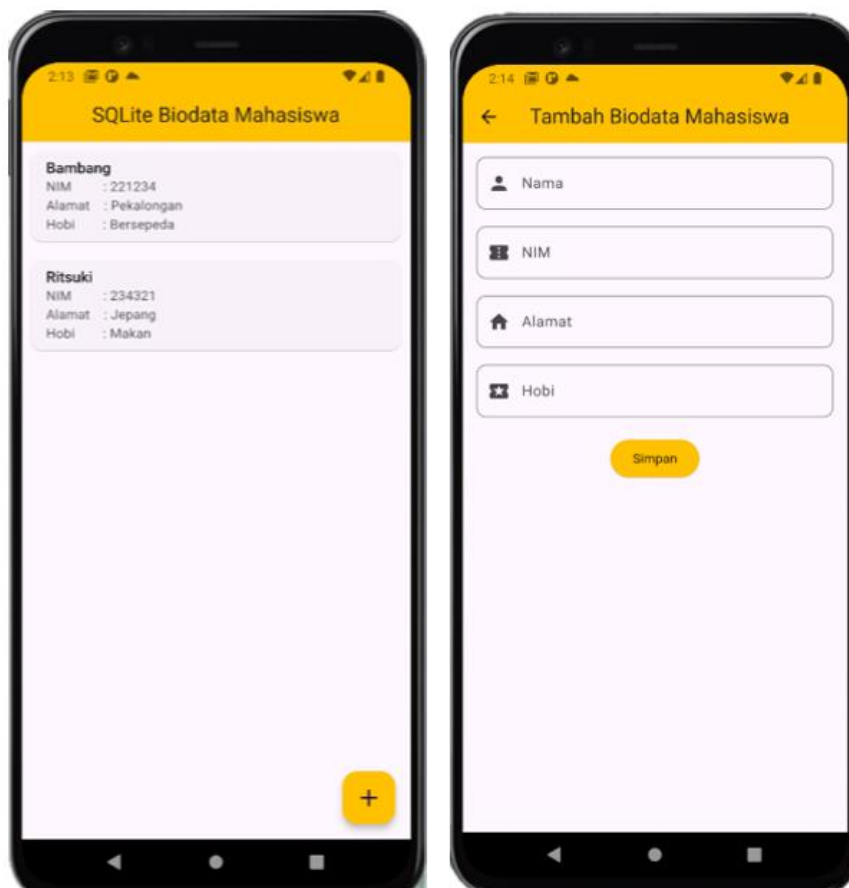 2:13
SQLite Biodata Mahasiswa
Bambang
NIM : 221234
Alamat : Pekalongan
Hobi : Bersepeda
Ritsuki
NIM : 234321
Alamat : Jepang
Hobi : Makan
+
2:14
Tambah Biodata Mahasiswa
Nama
NIM
Alamat
Hobi
Simpan